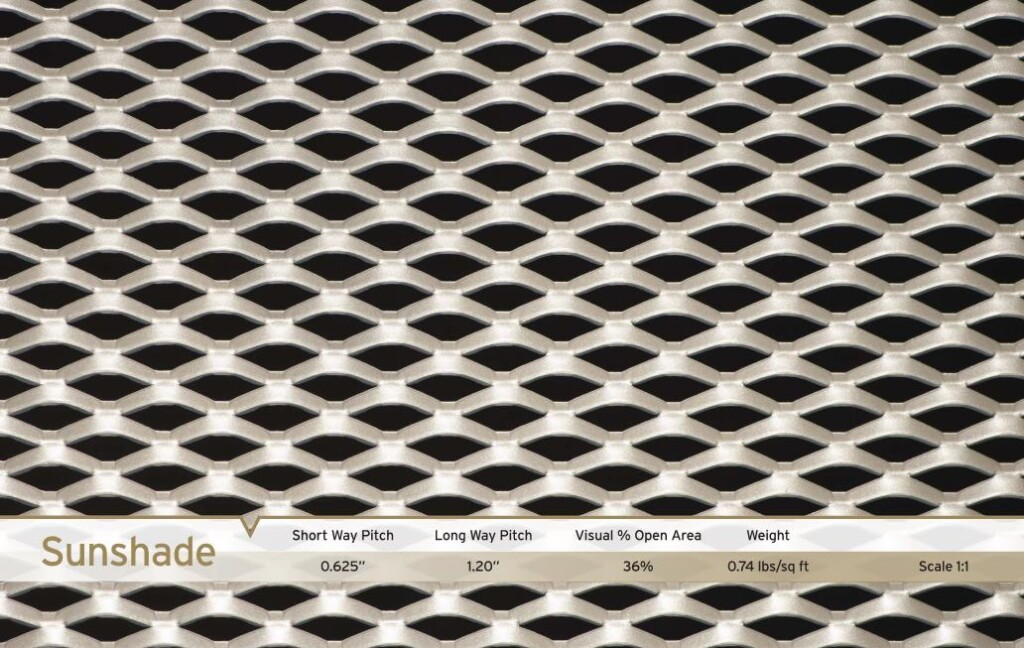 Sunshade
Short Way Pitch Long Way Pitch Visual % Open Area Weight
0.625” 1.20” 36% 0.74 lbs/sq ft Scale 1:1